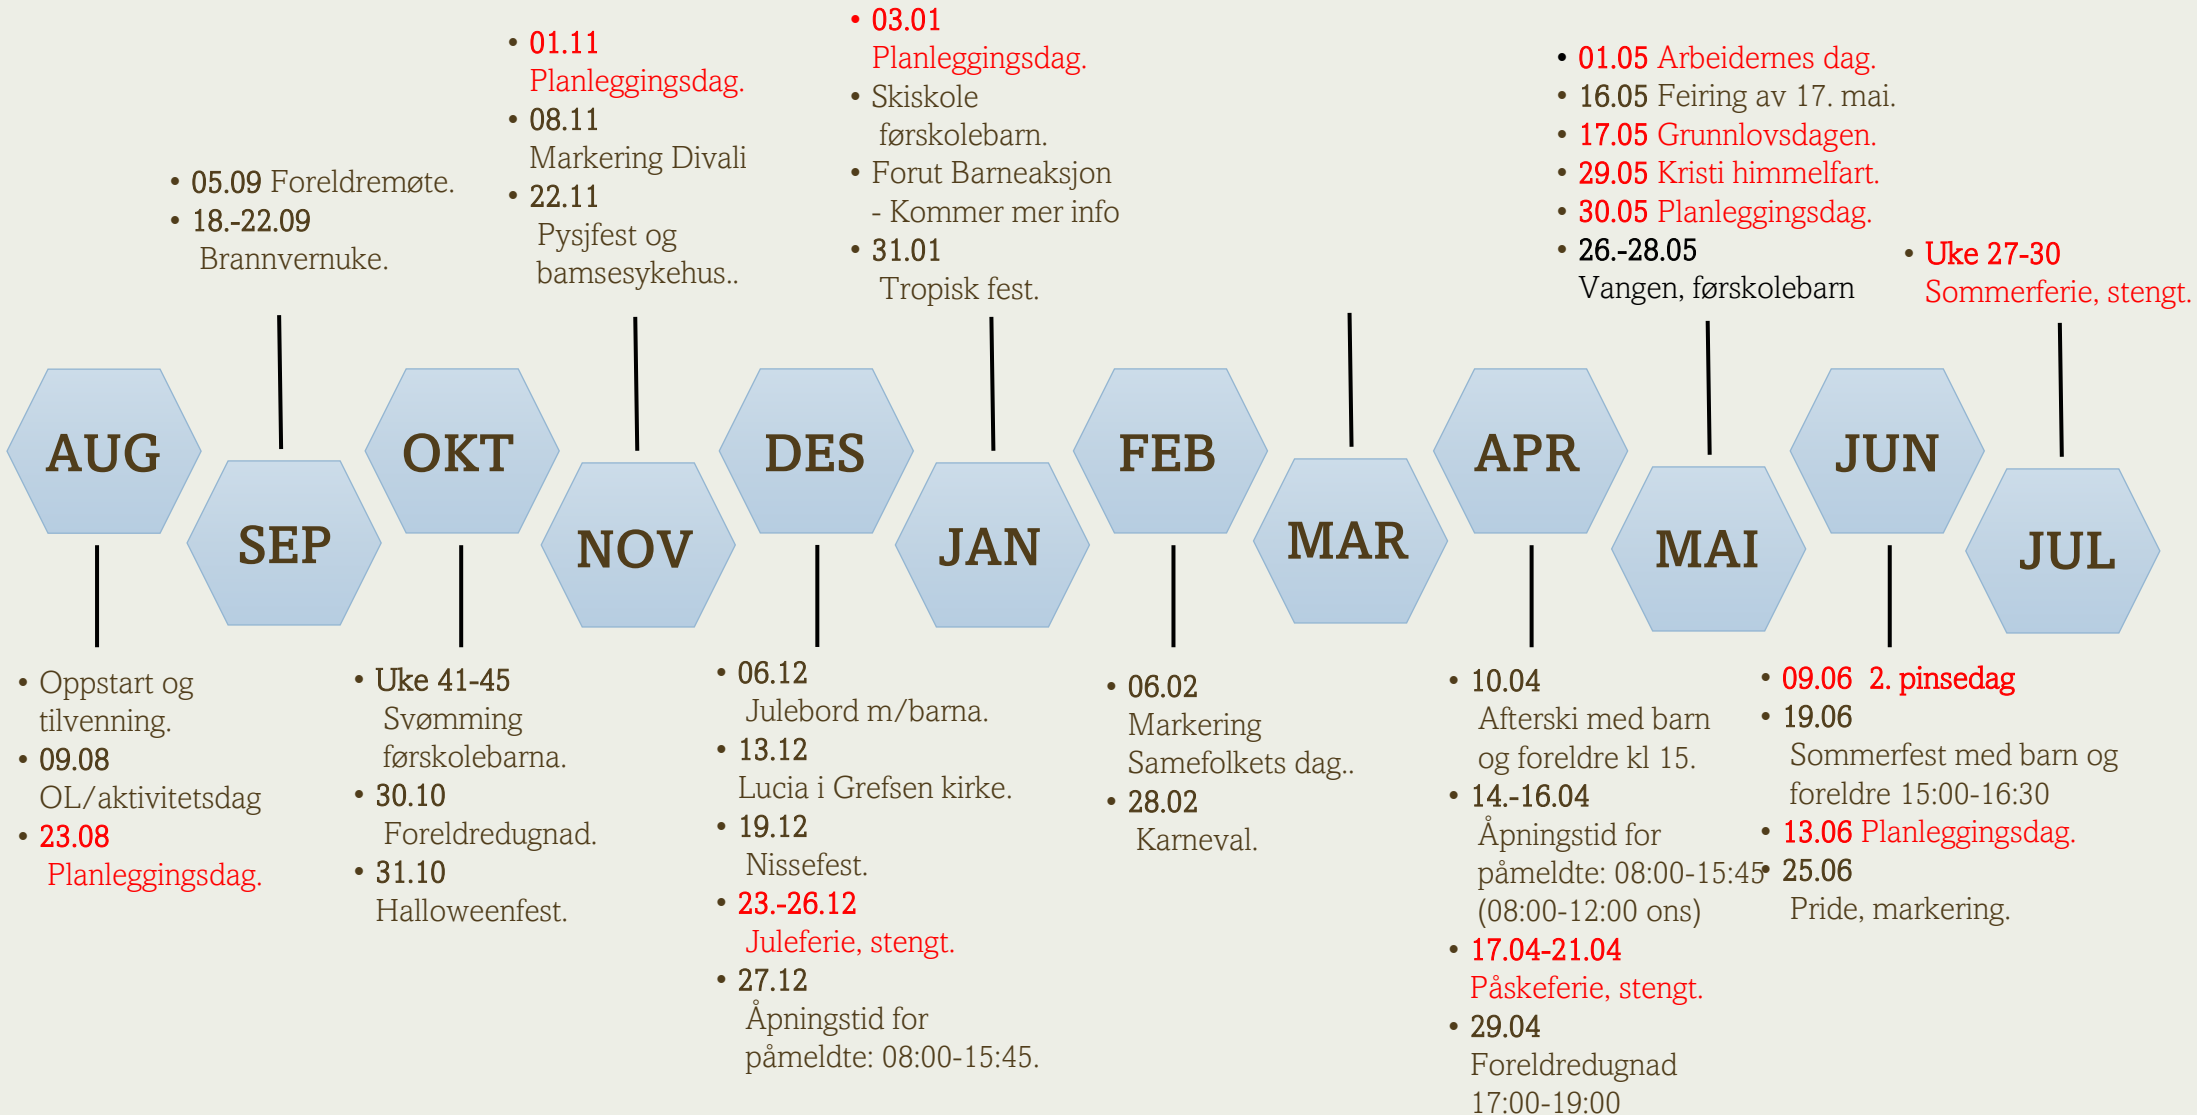 AUG
• Oppstart og
tilvenning.
• 09.08
OL/aktivitetsdag
• 23.08
Planleggingsdag.
• 05.09 Foreldremøte.
• 18.-22.09
Brannvernuke.
SEP
OKT
• Uke 41-45
Svømming
førskolebarna.
• 30.10
Foreldredugnad.
• 31.10
Halloweenfest.
• 01.11
Planleggingsdag.
• 08.11
Markering Divali
• 22.11
Pysjfest og
bamsesykehus..
NOV
DES
• 06.12
Julebord m/barna.
• 13.12
Lucia i Grefsen kirke.
• 19.12
Nissefest.
• 23.-26.12
Juleferie, stengt.
• 27.12
Åpningstid for
påmeldte: 08:00-15:45.
• 03.01
Planleggingsdag.
• Skiskole
førskolebarn.
• Forut Barneaksjon
- Kommer mer info
• 31.01
Tropisk fest.
JAN
FEB
• 06.02
Markering
Samefolkets dag..
• 28.02
Karneval.
MAR
APR
• 10.04
Afterski med barn
og foreldre kl 15.
• 14.-16.04
Åpningstid for
påmeldte: 08:00-15:45
(08:00-12:00 ons)
• 17.04-21.04
Påskeferie, stengt.
• 29.04
Foreldredugnad
17:00-19:00
• 01.05 Arbeidernes dag.
• 16.05 Feiring av 17. mai.
• 17.05 Grunnlovsdagen.
• 29.05 Kristi himmelfart.
• 30.05 Planleggingsdag.
• 26.-28.05
Vangen, førskolebarn
MAI
JUN
• 09.06 2. pinsedag
• 19.06
Sommerfest med barn og
foreldre 15:00-16:30
• 13.06 Planleggingsdag.
• 25.06
Pride, markering.
• Uke 27-30
Sommerferie, stengt.
JUL